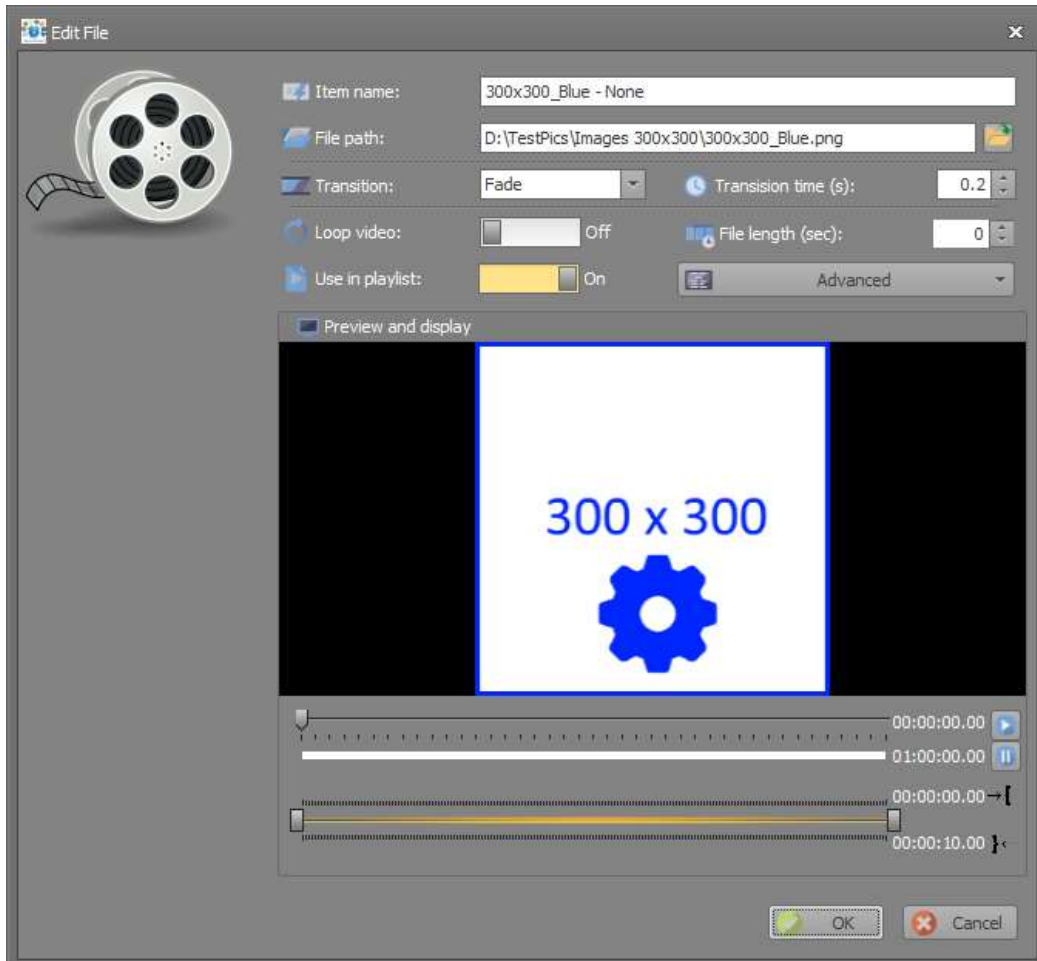 Edit File
Item name: 300x300_Blue - None
File path: D:\TestPics\Images 300x300\300x300_Blue.png
Transition: Fade Transision time (s): 0.2
Loop video: Off File length (sec): 0
Use in playlist: On Advanced
Preview and display
300 x 300
00:00:00.00
01:00:00.00
00:00:00.00
00:00:10.00
OK Cancel